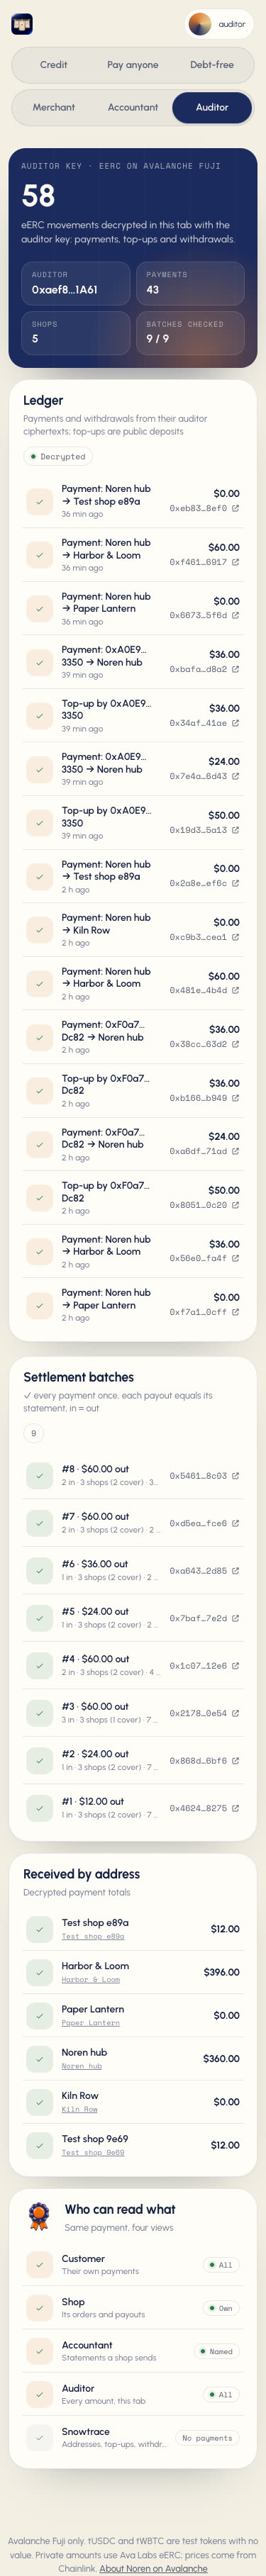 auditor
Credit Pay anyone Debt-free
Merchant Accountant Auditor
AUDITOR KEY · EERC ON AVALANCHE FUJI
58
eERC movements decrypted in this tab with the
auditor key: payments, top-ups and withdrawals.
AUDITOR PAYMENTS
0xaef8…1A61 43
SHOPS BATCHES CHECKED
5 9 / 9
Ledger
Payments and withdrawals from their auditor
ciphertexts; top-ups are public deposits
Decrypted
Payment: Noren hub
→ Test shop e89a
36 min ago
$0.00
0xeb83…8ef0
Payment: Noren hub
→ Harbor & Loom
36 min ago
$60.00
0xf461…6917
Payment: Noren hub
→ Paper Lantern
36 min ago
$0.00
0x6673…5f6d
Payment: 0xA0E9…
3350 → Noren hub
39 min ago
$36.00
0xbafa…d8a2
Top-up by 0xA0E9…
3350
39 min ago
$36.00
0x34af…41ae
Payment: 0xA0E9…
3350 → Noren hub
39 min ago
$24.00
0x7e4a…6d43
Top-up by 0xA0E9…
3350
39 min ago
$50.00
0x19d3…5a13
Payment: Noren hub
→ Test shop e89a
2 h ago
$0.00
0x2a8e…ef6c
Payment: Noren hub
→ Kiln Row
2 h ago
$0.00
0xc9b3…cea1
Payment: Noren hub
→ Harbor & Loom
2 h ago
$60.00
0x481e…4b4d
Payment: 0xF0a7…
Dc82 → Noren hub
2 h ago
$36.00
0x38cc…63d2
Top-up by 0xF0a7…
Dc82
2 h ago
$36.00
0xb166…b949
Payment: 0xF0a7…
Dc82 → Noren hub
2 h ago
$24.00
0xa6df…71ad
Top-up by 0xF0a7…
Dc82
2 h ago
$50.00
0x8051…0c20
Payment: Noren hub
→ Harbor & Loom
2 h ago
$36.00
0x56e0…fa4f
Payment: Noren hub
→ Paper Lantern
2 h ago
$0.00
0xf7a1…0cff
Settlement batches
✓ every payment once, each payout equals its
statement, in = out
9
#8 · $60.00 out
2 in · 3 shops (2 cover) · 3…
0x5461…8c03
#7 · $60.00 out
2 in · 3 shops (2 cover) · 2 …
0xd5ea…fce6
#6 · $36.00 out
1 in · 3 shops (2 cover) · 2 …
0xa643…2d85
#5 · $24.00 out
1 in · 3 shops (2 cover) · 2 …
0x7baf…7e2d
#4 · $60.00 out
2 in · 3 shops (2 cover) · 4 …
0x1c07…12e6
#3 · $60.00 out
3 in · 3 shops (1 cover) · 7 …
0x2178…0e54
#2 · $24.00 out
1 in · 3 shops (2 cover) · 7 …
0x868d…6bf6
#1 · $12.00 out
1 in · 3 shops (2 cover) · 7 …
0x4624…8275
Received by address
Decrypted payment totals
Test shop e89a
Test shop e89a
$12.00
Harbor & Loom
Harbor & Loom
$396.00
Paper Lantern
Paper Lantern
$0.00
Noren hub
Noren hub
$360.00
Kiln Row
Kiln Row
$0.00
Test shop 9e69
Test shop 9e69
$12.00
Who can read what
Same payment, four views
Customer
Their own payments
All
Shop
Its orders and payouts
Own
Accountant
Statements a shop sends
Named
Auditor
Every amount, this tab
All
Snowtrace
Addresses, top-ups, withdr…
No payments
Avalanche Fuji only. tUSDC and tWBTC are test tokens with no
value. Private amounts use Ava Labs eERC; prices come from
Chainlink. About Noren on Avalanche